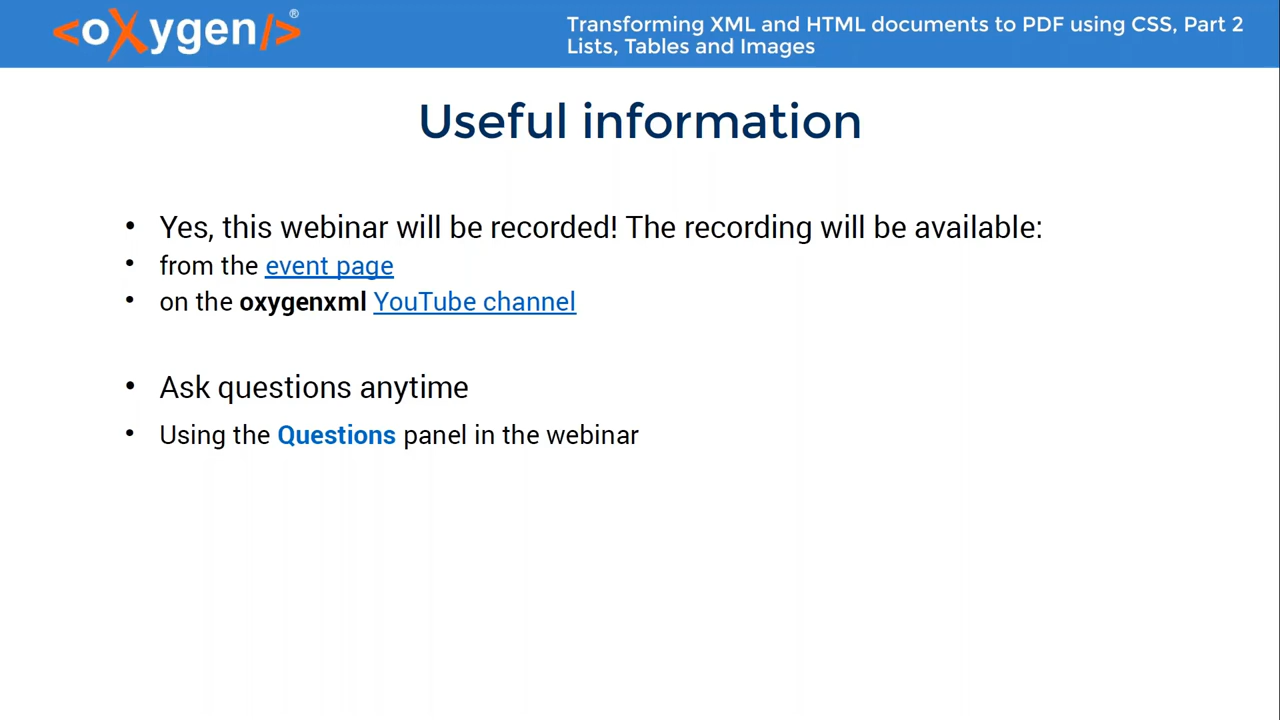 <oXygen/>®
Transforming XML and HTML documents to PDF using CSS, Part 2
Lists, Tables and Images
Useful information
• Yes, this webinar will be recorded! The recording will be available:
• from the event page
• on the oxygenxml YouTube channel
• Ask questions anytime
• Using the Questions panel in the webinar